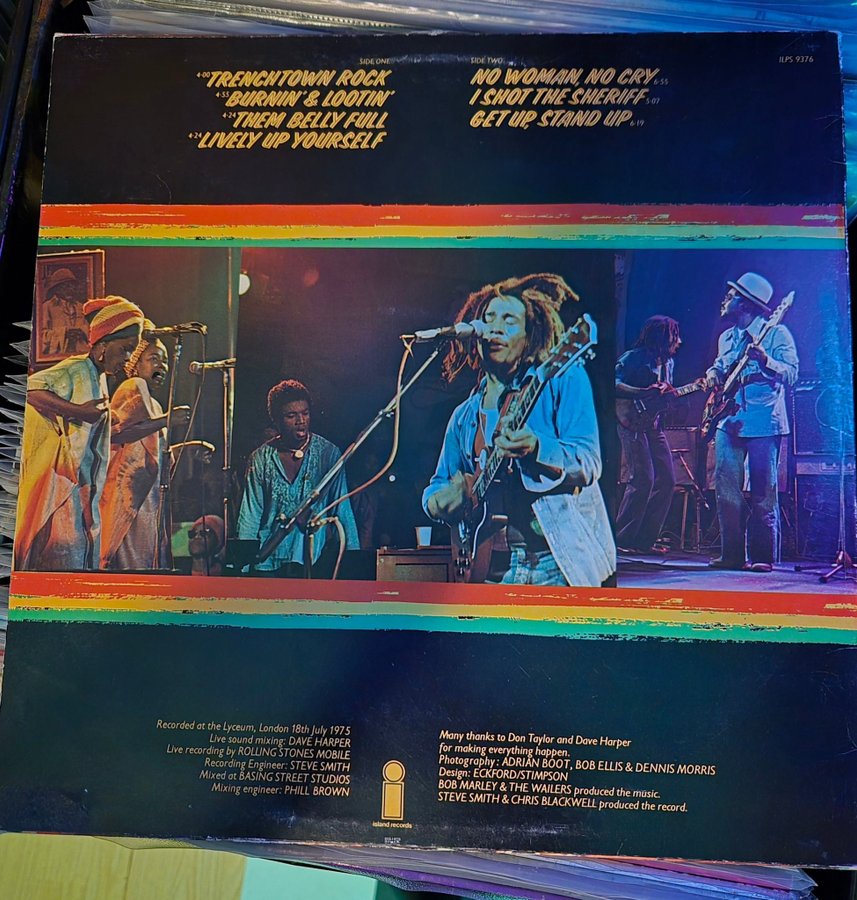 SIDE ONE
4·00 TRENCHTOWN ROCK
4·55 BURNIN' & LOOTIN'
4·24 THEM BELLY FULL
4·24 LIVELY UP YOURSELF
SIDE TWO
NO WOMAN, NO CRY 6·55
I SHOT THE SHERIFF 5·07
GET UP, STAND UP 6·19
ILPS 9376
Recorded at the Lyceum, London 18th July 1975
Live sound mixing: DAVE HARPER
Live recording by ROLLING STONES MOBILE
Recording Engineer: STEVE SMITH
Mixed at BASING STREET STUDIOS
Mixing engineer: PHILL BROWN
island records
Many thanks to Don Taylor and Dave Harper
for making everything happen.
Photography: ADRIAN BOOT, BOB ELLIS & DENNIS MORRIS
Design: ECKFORD/STIMPSON
BOB MARLEY & THE WAILERS produced the music.
STEVE SMITH & CHRIS BLACKWELL produced the record.